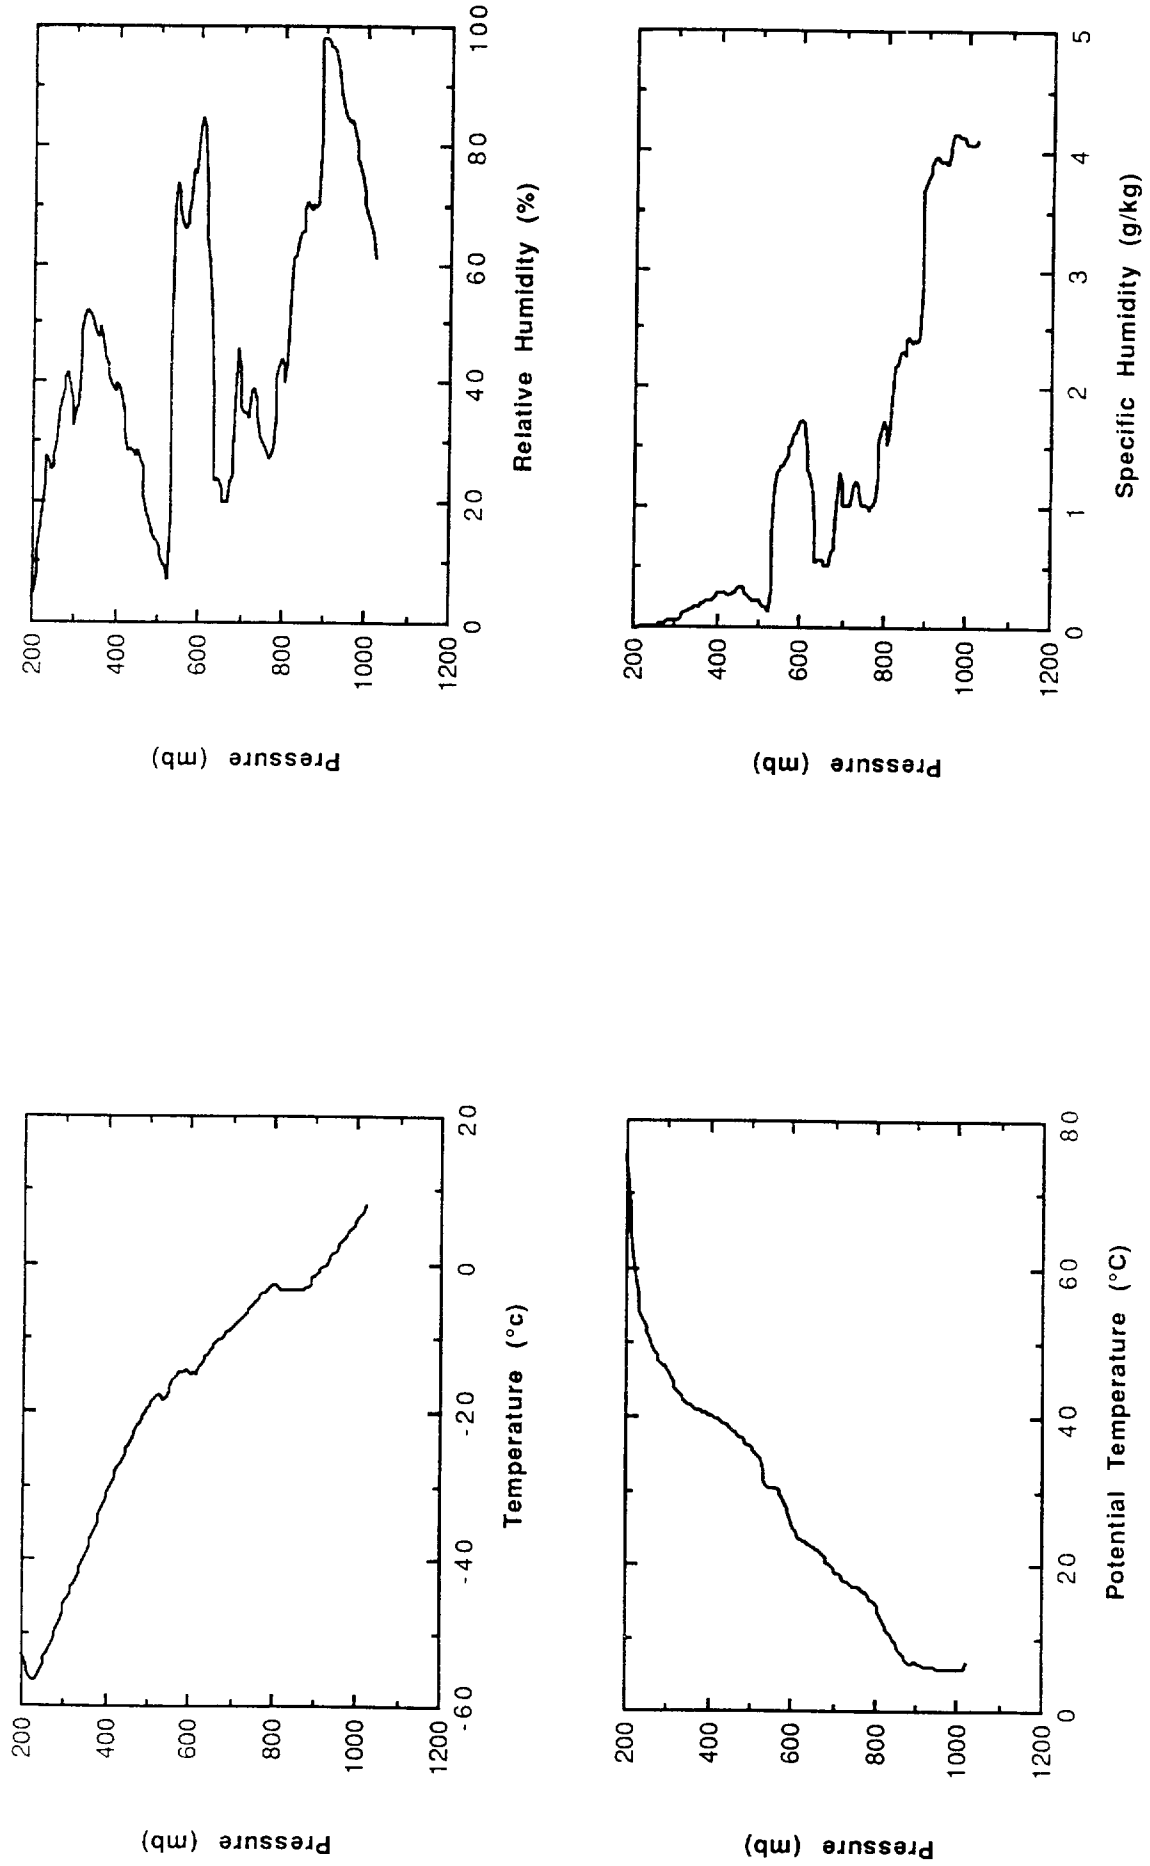 Pressure (mb)
200
400
600
800
1000
1200
-60 -40 -20 0 20
Temperature (°c)
Pressure (mb)
200
400
600
800
1000
1200
0 20 40 60 80 100
Relative Humidity (%)
Pressure (mb)
200
400
600
800
1000
1200
0 20 40 60 80
Potential Temperature (°C)
Pressure (mb)
200
400
600
800
1000
1200
0 1 2 3 4 5
Specific Humidity (g/kg)